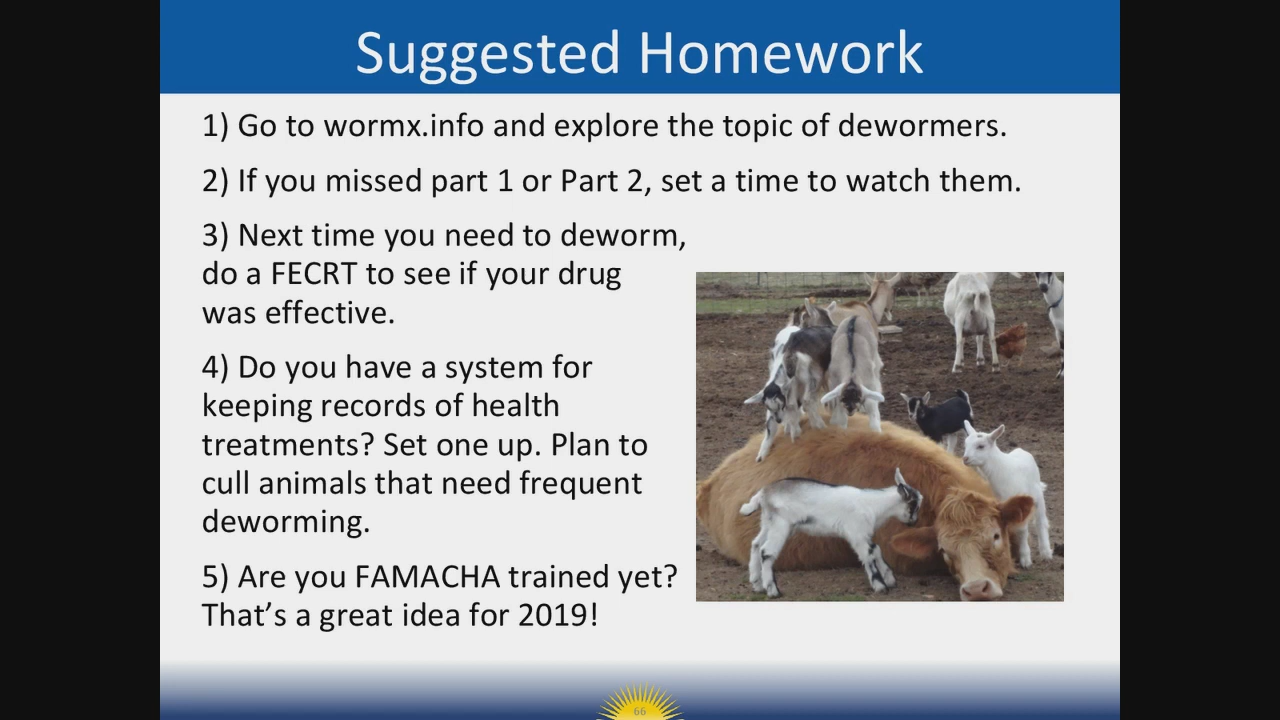 Suggested Homework
1) Go to wormx.info and explore the topic of dewormers.
2) If you missed part 1 or Part 2, set a time to watch them.
3) Next time you need to deworm,
do a FECRT to see if your drug
was effective.
4) Do you have a system for
keeping records of health
treatments? Set one up. Plan to
cull animals that need frequent
deworming.
5) Are you FAMACHA trained yet?
That’s a great idea for 2019!
66